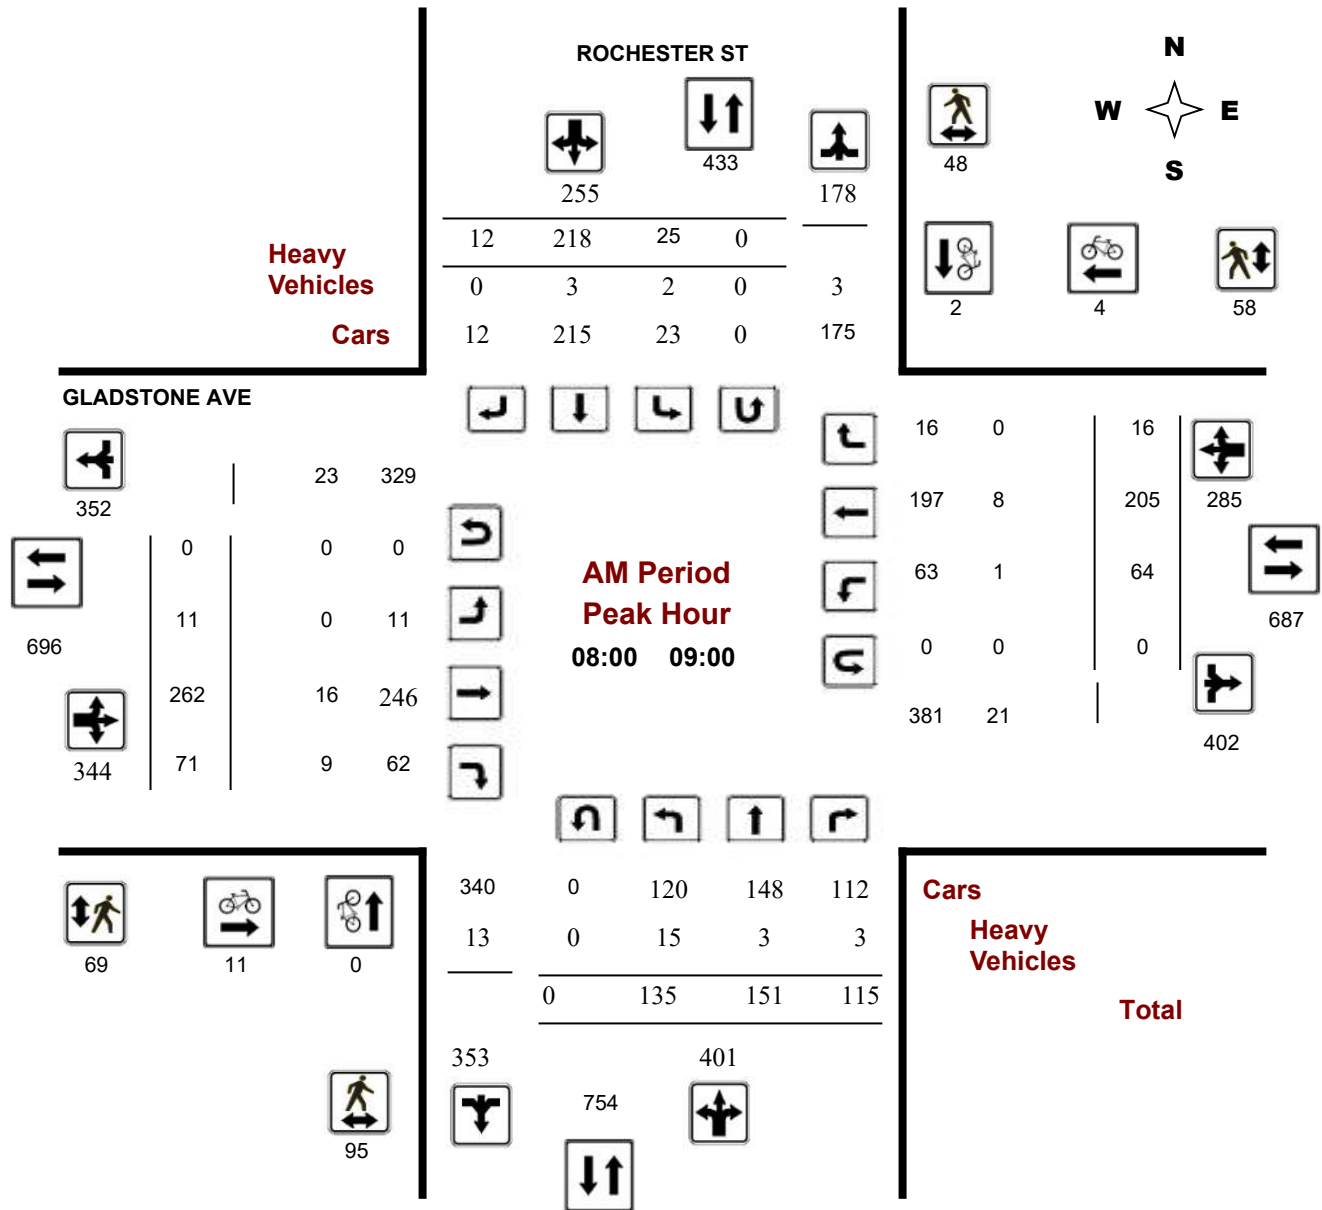 ROCHESTER ST
N
W E
S
433
48
255
178
12 218 25 0
Heavy
Vehicles
0 3 2 0 3
Cars
12 215 23 0 175
2 4 58
GLADSTONE AVE
352
23 329
0 0 0
11 0 11
696
262 16 246
344
71 9 62
AM Period
Peak Hour
08:00 09:00
16 0 16
197 8 205 285
63 1 64
687
0 0 0
381 21
402
340 0 120 148 112
13 0 15 3 3
0 135 151 115
Cars
Heavy
Vehicles
Total
69 11 0
353 401
754
95